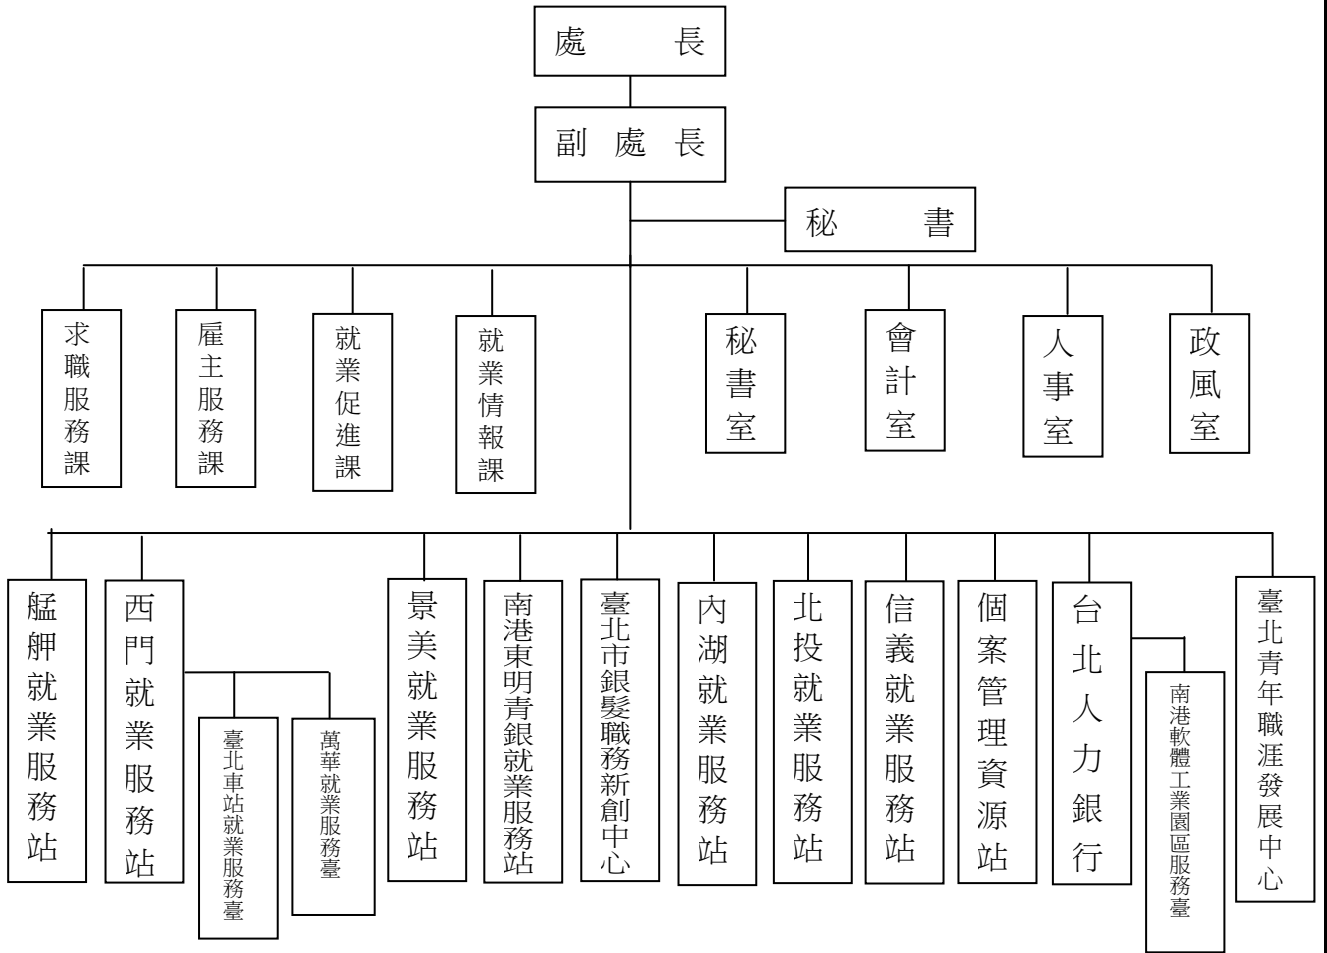 處長
副處長
秘書
求職服務課
雇主服務課
就業促進課
就業情報課
秘書室
會計室
人事室
政風室
艋舺就業服務站
西門就業服務站
臺北車站就業服務臺
萬華就業服務臺
景美就業服務站
南港東明青銀就業服務站
臺北市銀髮職務新創中心
內湖就業服務站
北投就業服務站
信義就業服務站
個案管理資源站
台北人力銀行
南港軟體工業園區服務臺
臺北青年職涯發展中心